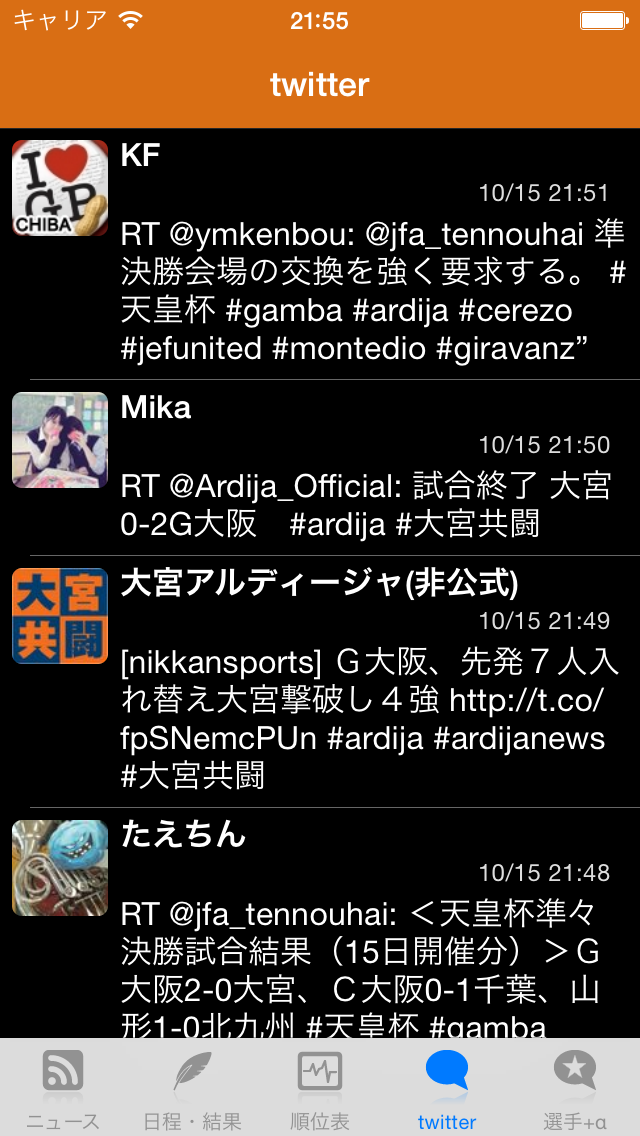 キャリア 21:55
twitter
I ♥
GP
CHIBA
KF
10/15 21:51
RT @ymkenbou: @jfa_tennouhai 準
決勝会場の交換を強く要求する。 #
天皇杯 #gamba #ardija #cerezo
#jefunited #montedio #giravanz”
Mika
10/15 21:50
RT @Ardija_Official: 試合終了 大宮
0-2G大阪　#ardija #大宮共闘
大宮
共闘
大宮アルディージャ(非公式)
10/15 21:49
[nikkansports] Ｇ大阪、先発７人入
れ替え大宮撃破し４強 http://t.co/
fpSNemcPUn #ardija #ardijanews
#大宮共闘
たえちん
10/15 21:48
RT @jfa_tennouhai: ＜天皇杯準々
決勝試合結果（15日開催分）＞Ｇ
大阪2-0大宮、Ｃ大阪0-1千葉、山
形1-0北九州 #天皇杯 #gamba
ニュース 日程・結果 順位表 twitter 選手+α